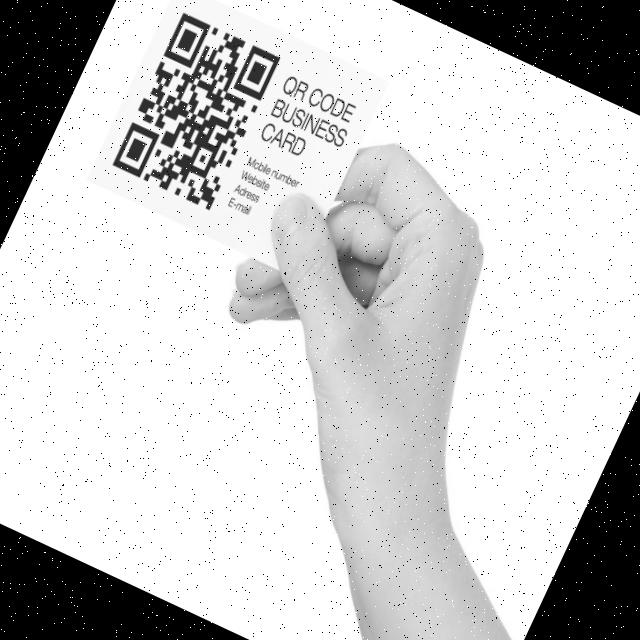 QR CODE
BUSINESS
CARD
Mobile number
Website
Adress
E-mail